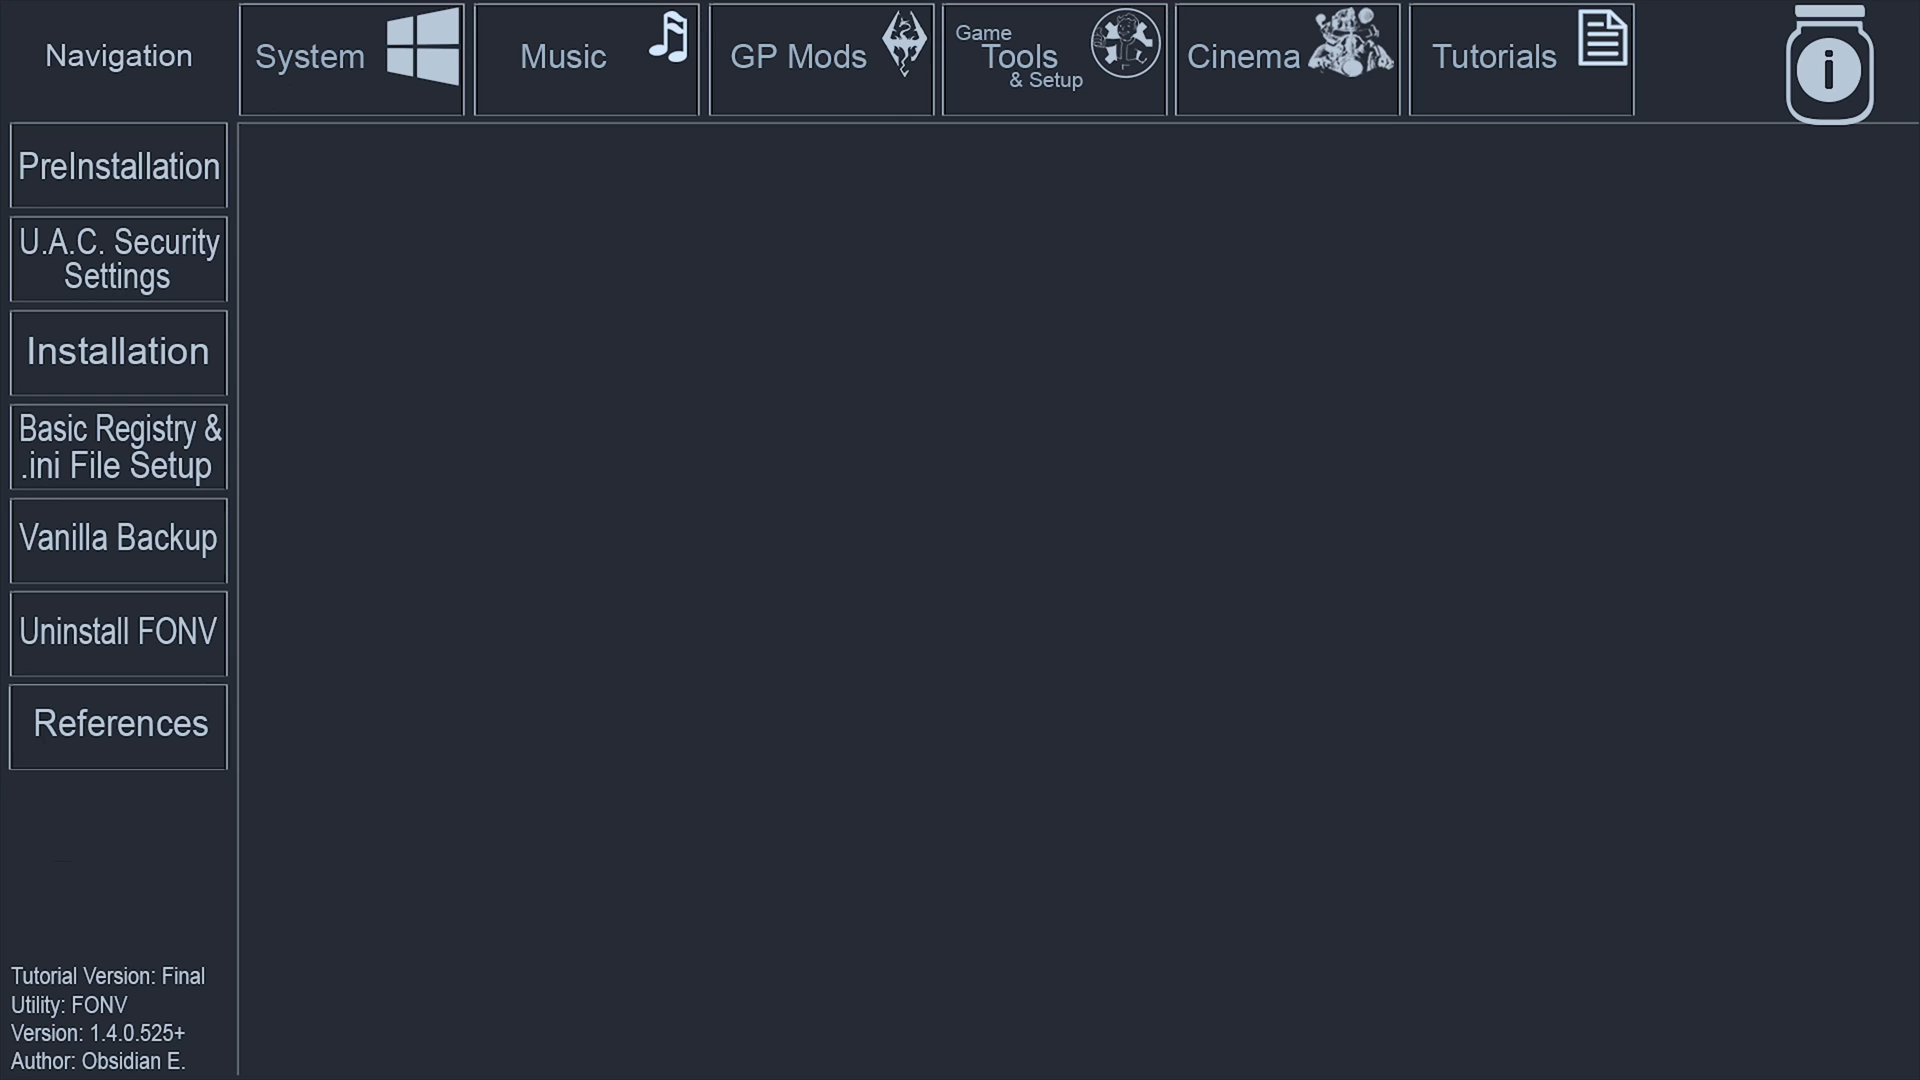 Navigation
System
Music
GP Mods
Game
Tools
& Setup
Cinema
Tutorials
i
PreInstallation
U.A.C. Security
Settings
Installation
Basic Registry &
.ini File Setup
Vanilla Backup
Uninstall FONV
References
Tutorial Version: Final
Utility: FONV
Version: 1.4.0.525+
Author: Obsidian E.